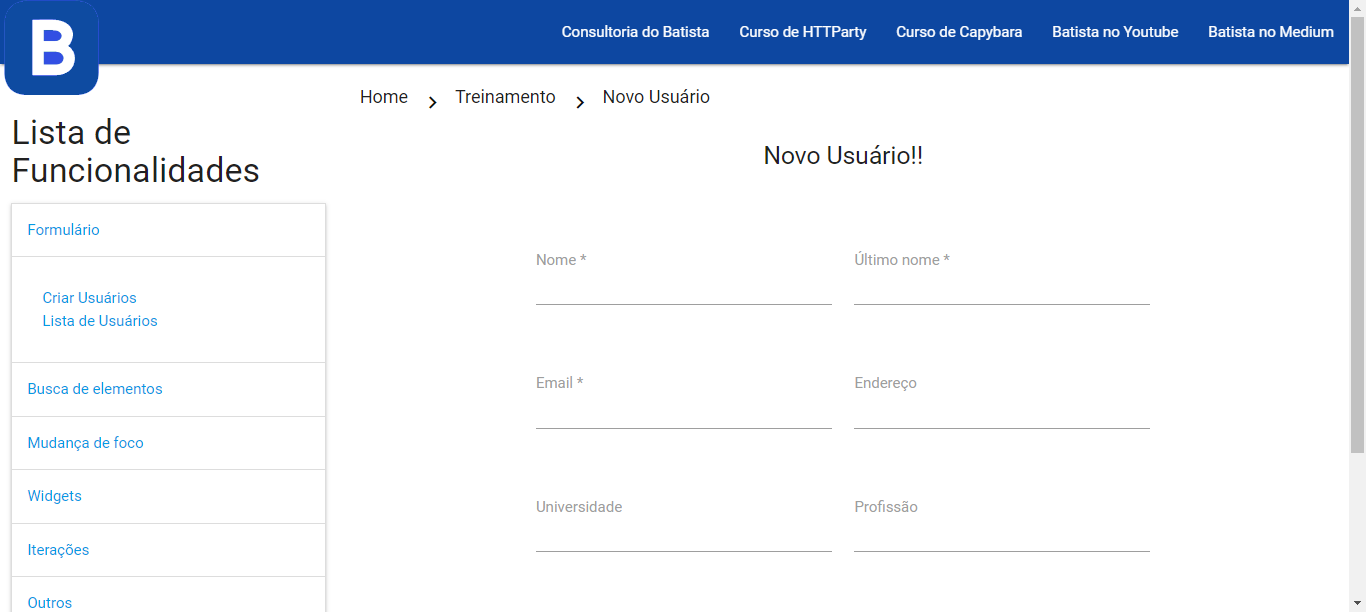 B
Consultoria do Batista Curso de HTTParty Curso de Capybara Batista no Youtube Batista no Medium
Home Treinamento Novo Usuário
Lista de
Funcionalidades
Formulário
Criar Usuários
Lista de Usuários
Busca de elementos
Mudança de foco
Widgets
Iterações
Outros
Novo Usuário!!
Nome * Último nome *
Email * Endereço
Universidade Profissão